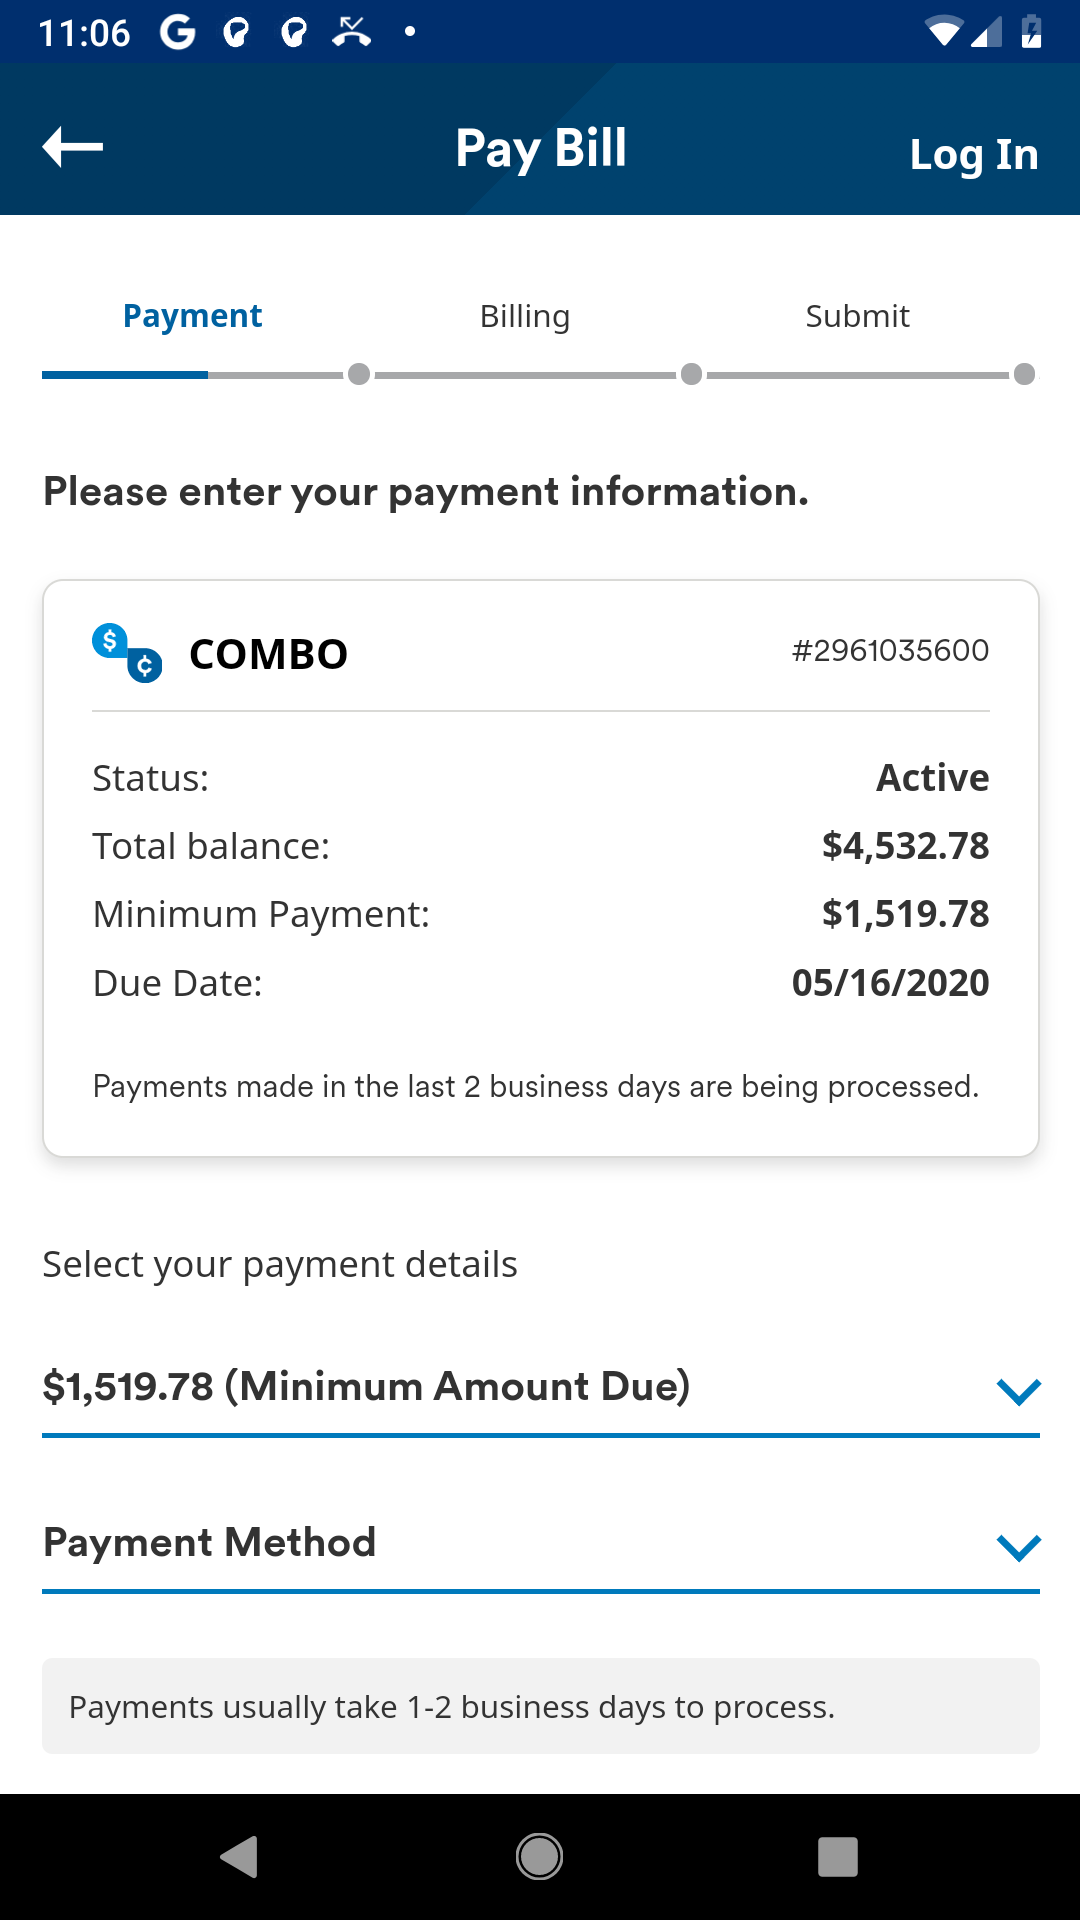 11:06
Pay Bill
Log In
Payment Billing Submit
Please enter your payment information.
$ ¢ COMBO #2961035600
Status: Active
Total balance: $4,532.78
Minimum Payment: $1,519.78
Due Date: 05/16/2020
Payments made in the last 2 business days are being processed.
Select your payment details
$1,519.78 (Minimum Amount Due)
Payment Method
Payments usually take 1-2 business days to process.